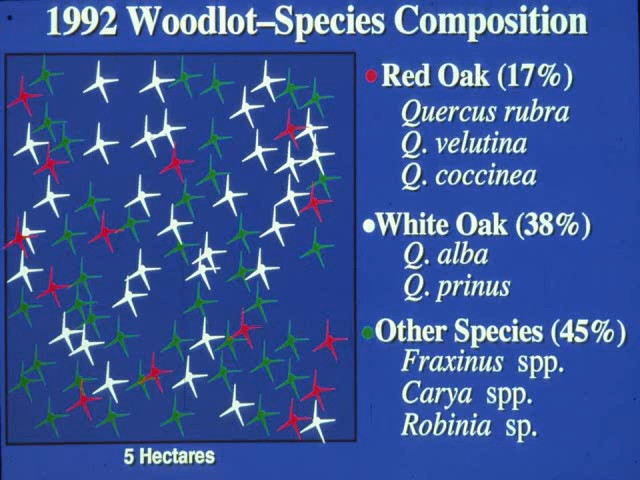 1992 Woodlot–Species Composition
Red Oak (17%)
Quercus rubra
Q. velutina
Q. coccinea
White Oak (38%)
Q. alba
Q. prinus
Other Species (45%)
Fraxinus spp.
Carya spp.
Robinia sp.
5 Hectares